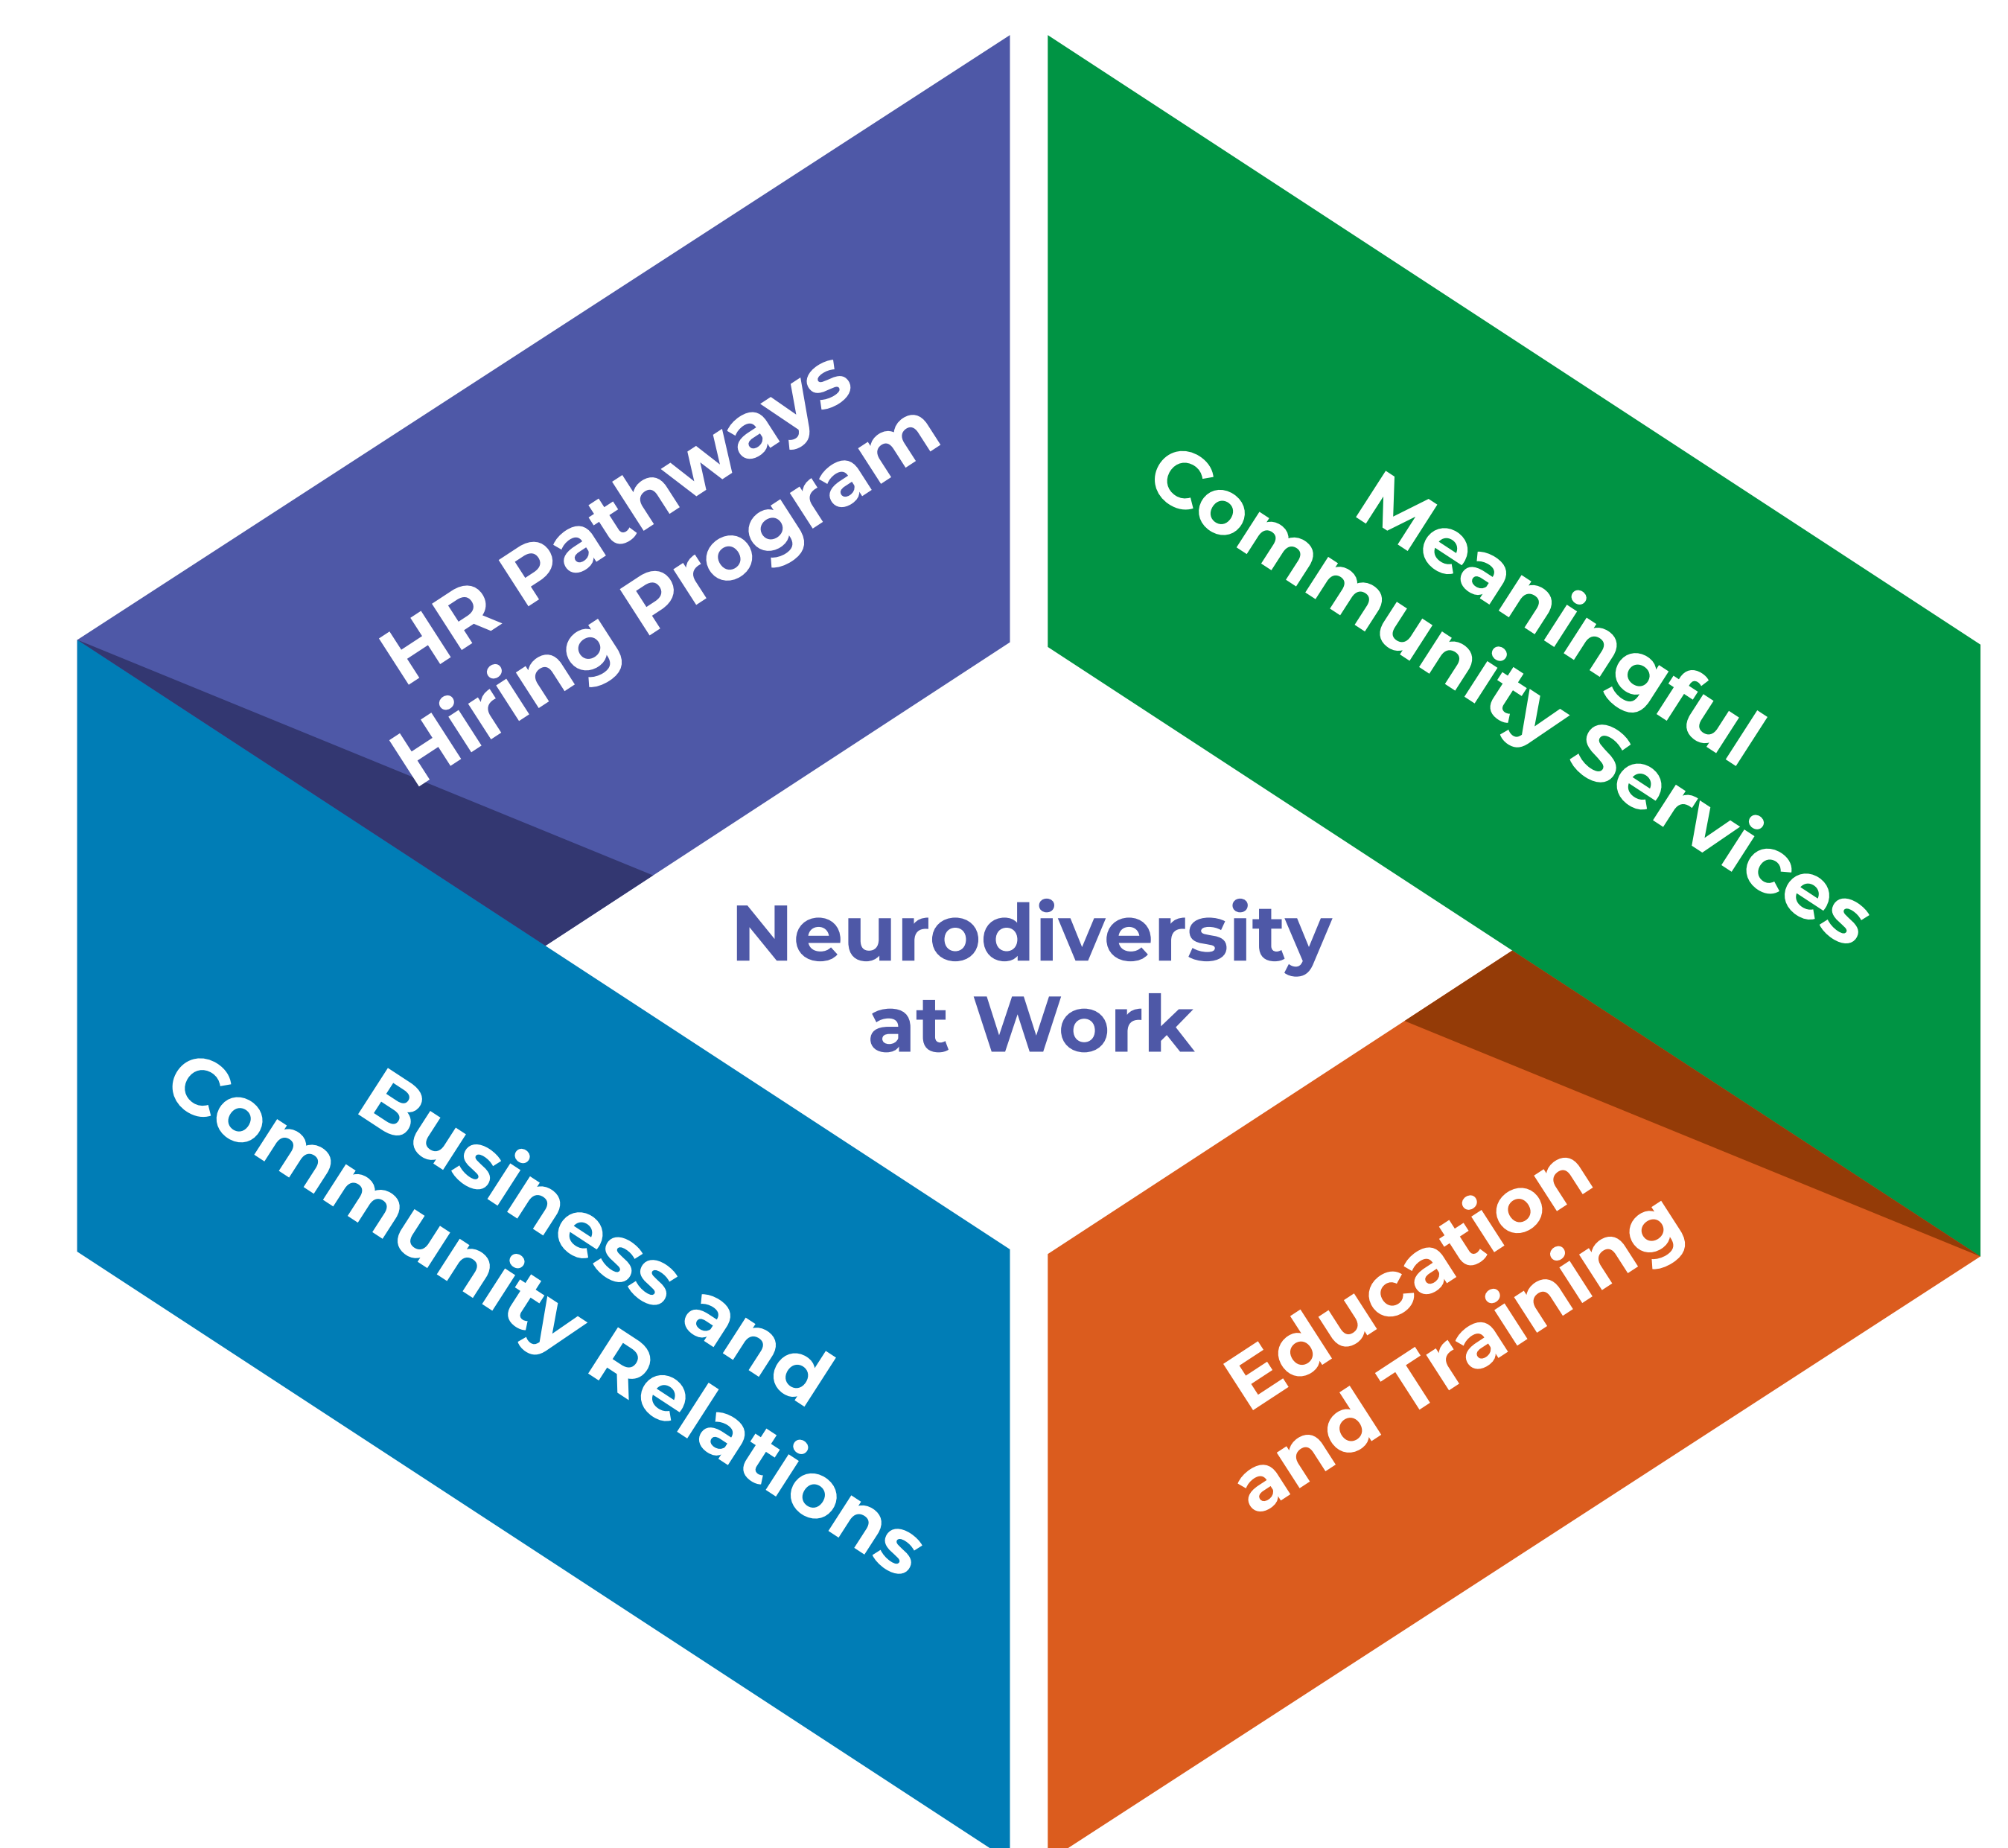 HR Pathways
Hiring Program
Meaningful
Community Services
Neurodiversity
at Work
Business and
Community Relations
Education
and Training